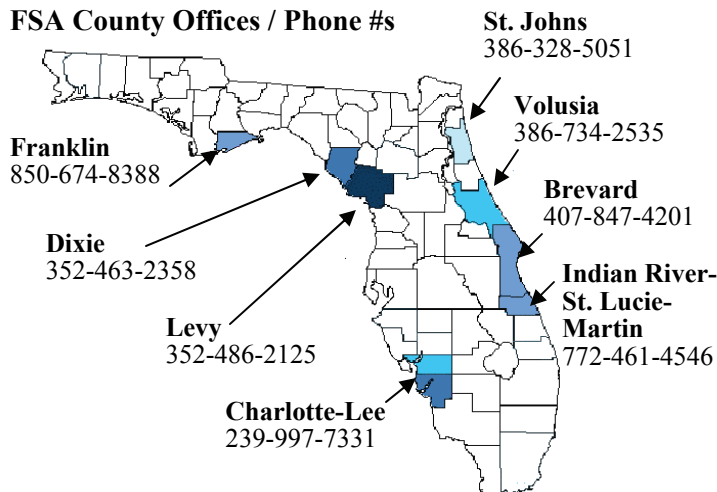 FSA County Offices / Phone #s
St. Johns
386-328-5051
Volusia
386-734-2535
Franklin
850-674-8388
Brevard
407-847-4201
Dixie
352-463-2358
Indian River-
St. Lucie-
Martin
772-461-4546
Levy
352-486-2125
Charlotte-Lee
239-997-7331